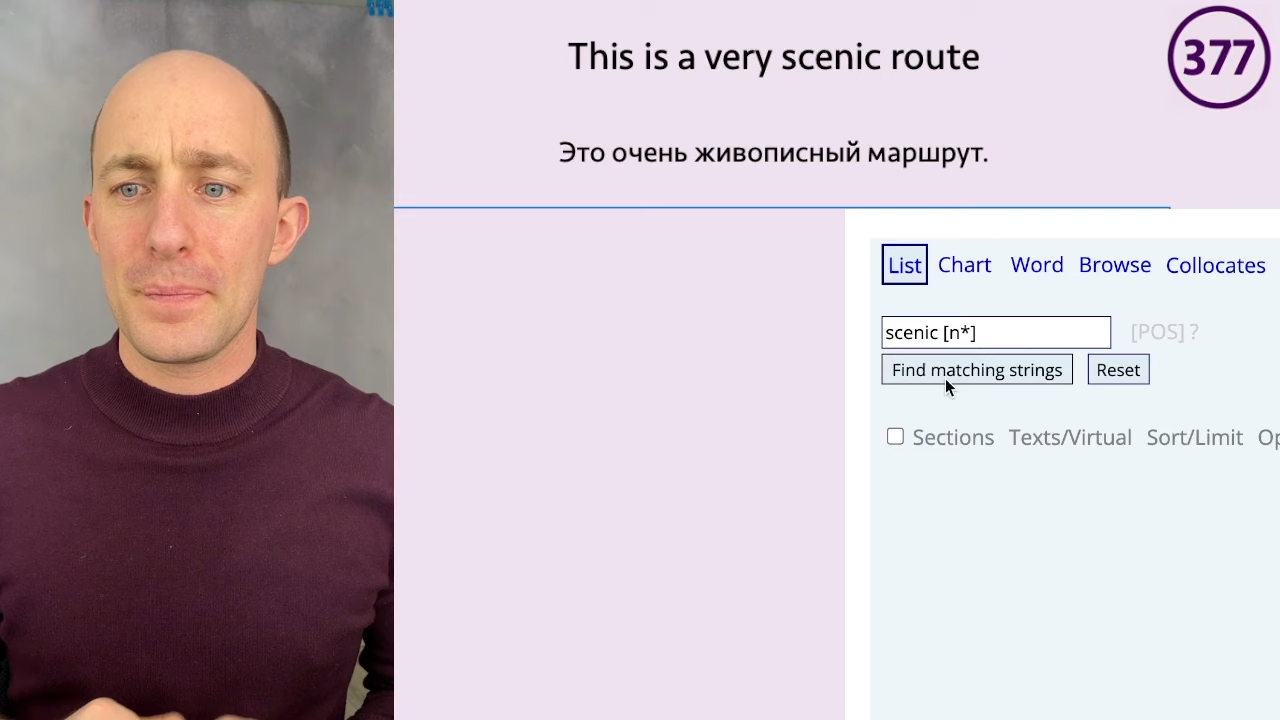 This is a very scenic route
377
Это очень живописный маршрут.
List Chart Word Browse Collocates
scenic [n*] [POS] ?
Find matching strings Reset
Sections Texts/Virtual Sort/Limit Op